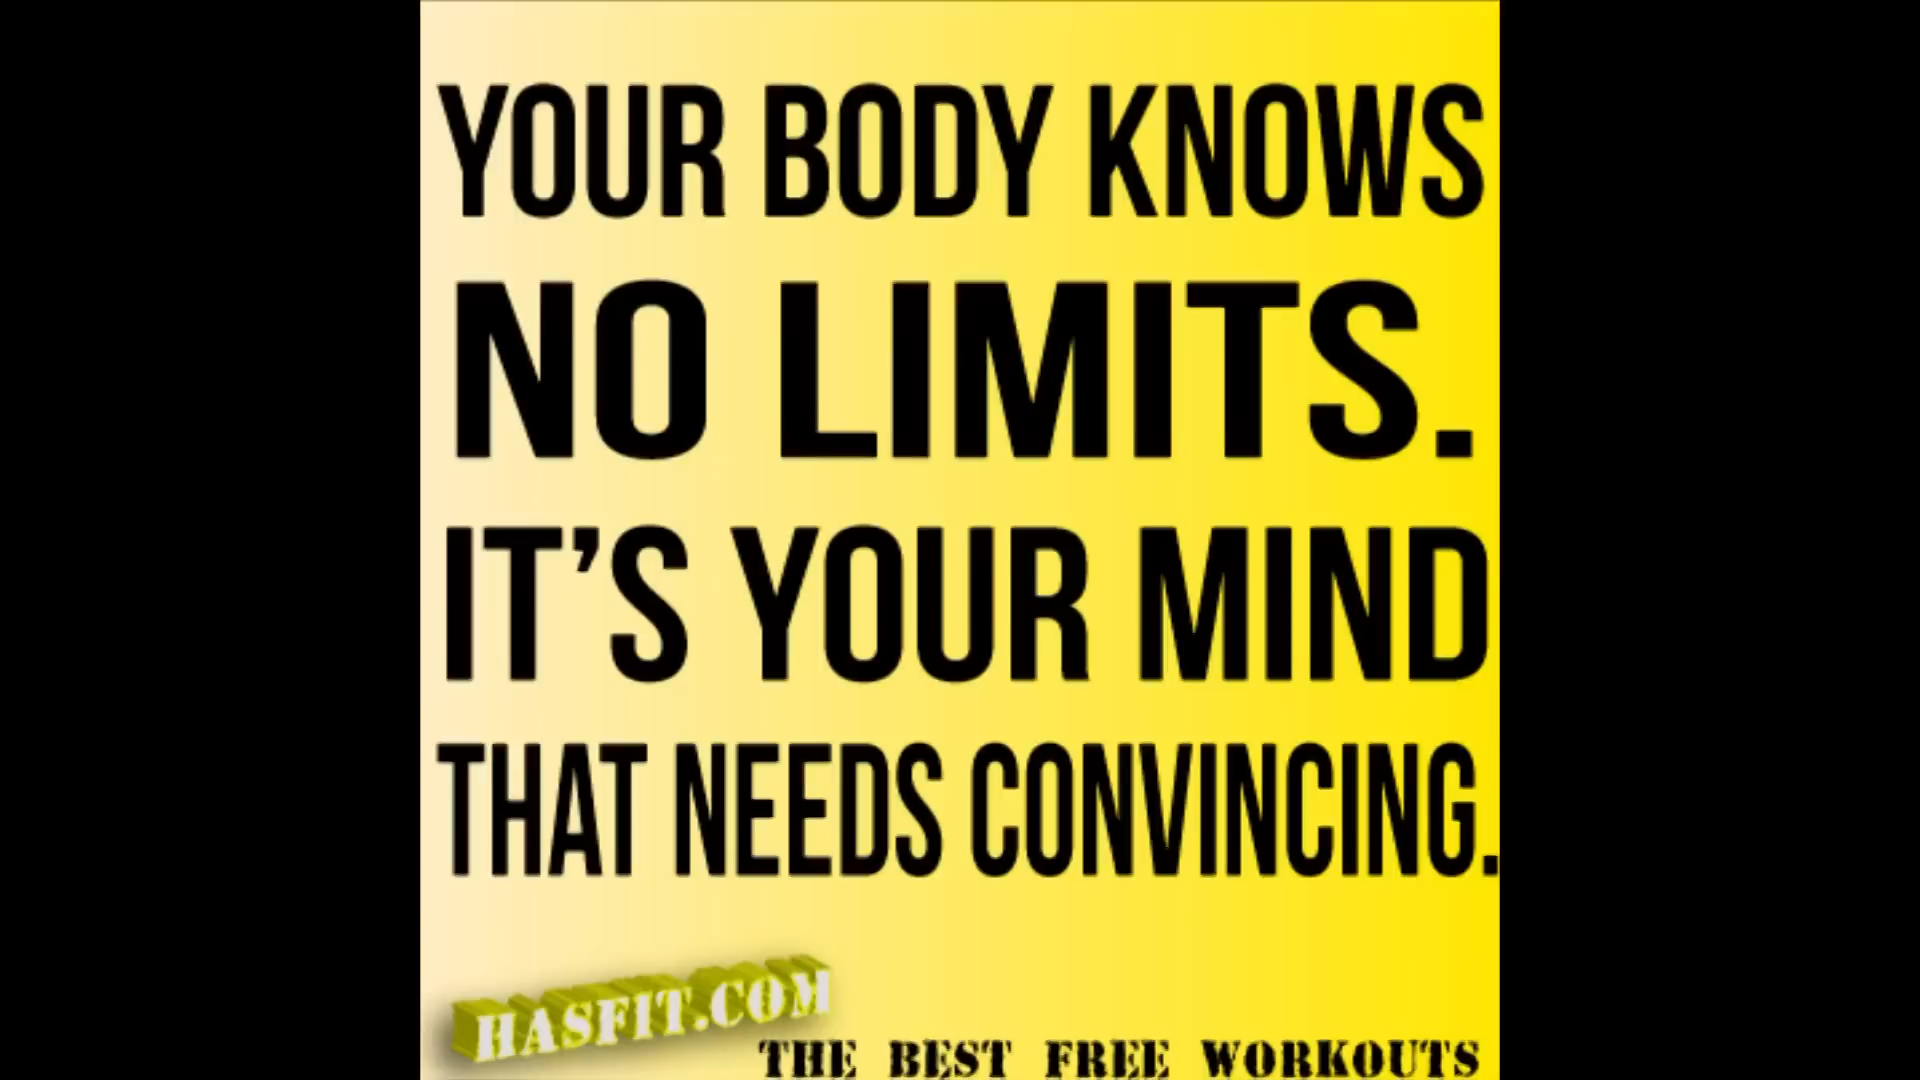 YOUR BODY KNOWS
NO LIMITS.
IT'S YOUR MIND
THAT NEEDS CONVINCING.
HASFIT.COM
THE BEST FREE WORKOUTS